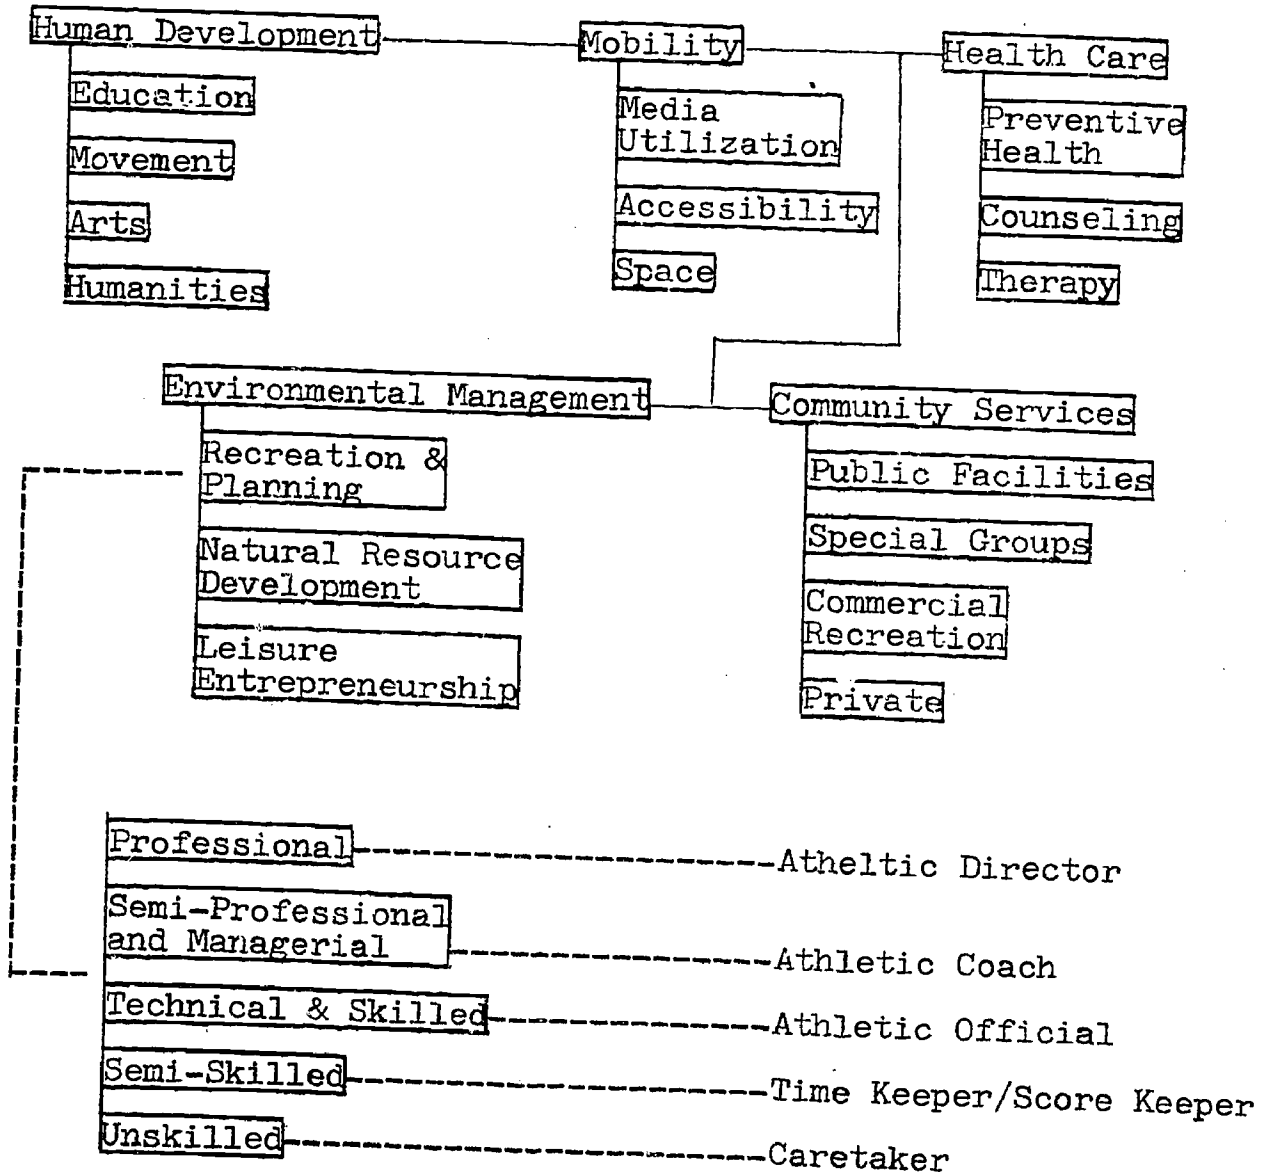 Human Development
Mobility
Health Care
Education
Movement
Arts
Humanities
Media
Utilization
Accessibility
Space
Preventive
Health
Counseling
Therapy
Environmental Management
Community Services
Recreation &
Planning
Natural Resource
Development
Leisure
Entrepreneurship
Public Facilities
Special Groups
Commercial
Recreation
Private
Professional
Atheltic Director
Semi-Professional
and Managerial
Athletic Coach
Technical & Skilled
Athletic Official
Semi-Skilled
Time Keeper/Score Keeper
Unskilled
Caretaker